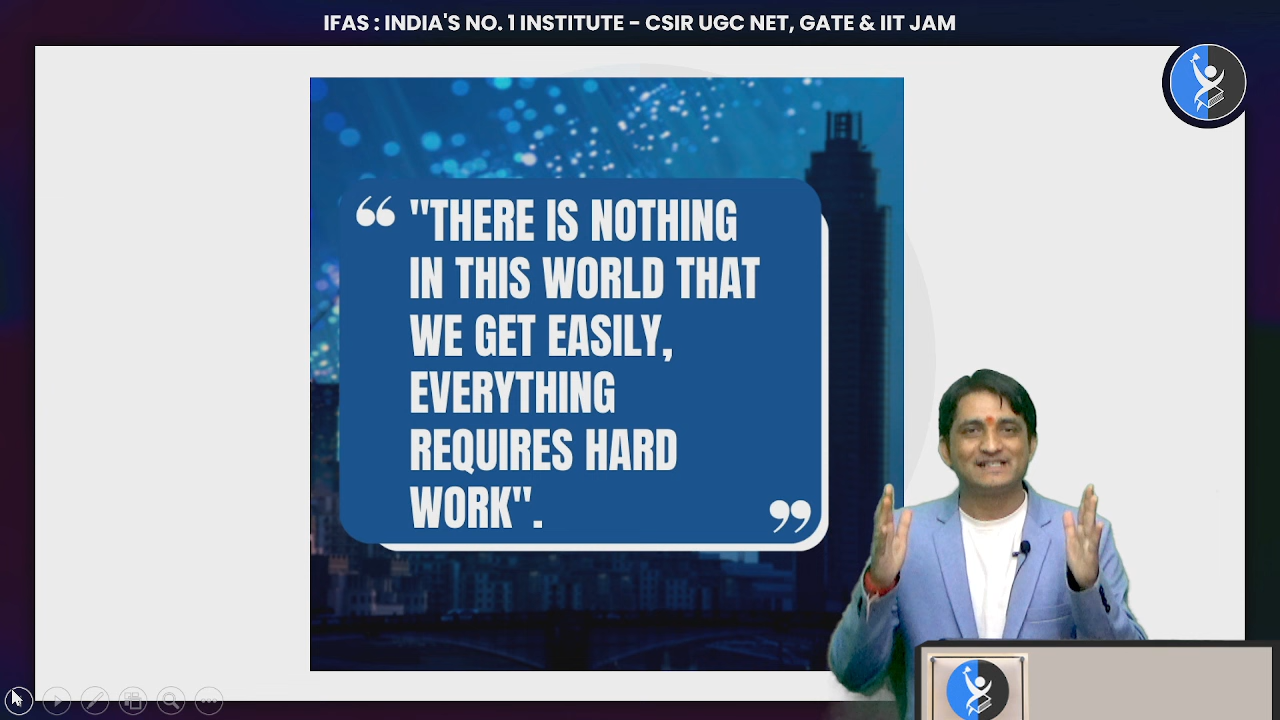 IFAS : INDIA'S NO. 1 INSTITUTE - CSIR UGC NET, GATE & IIT JAM
“ "THERE IS NOTHING
IN THIS WORLD THAT
WE GET EASILY,
EVERYTHING
REQUIRES HARD
WORK". ”